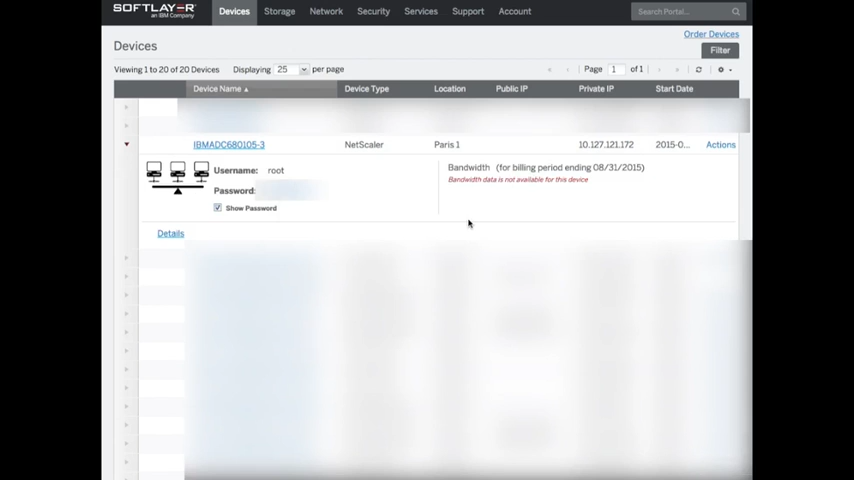 SOFTLAYER Devices Storage Network Security Services Support Account Search Portal...
an IBM Company
Order Devices
Devices
Filter
Viewing 1 to 20 of 20 Devices Displaying 25 per page Page 1 of 1
Device Name Device Type Location Public IP Private IP Start Date
IBMADC680105-3 NetScaler Paris 1 10.127.121.172 2015-0... Actions
Username: root Bandwidth (for billing period ending 08/31/2015)
Bandwidth data is not available for this device
Password:
Show Password
Details